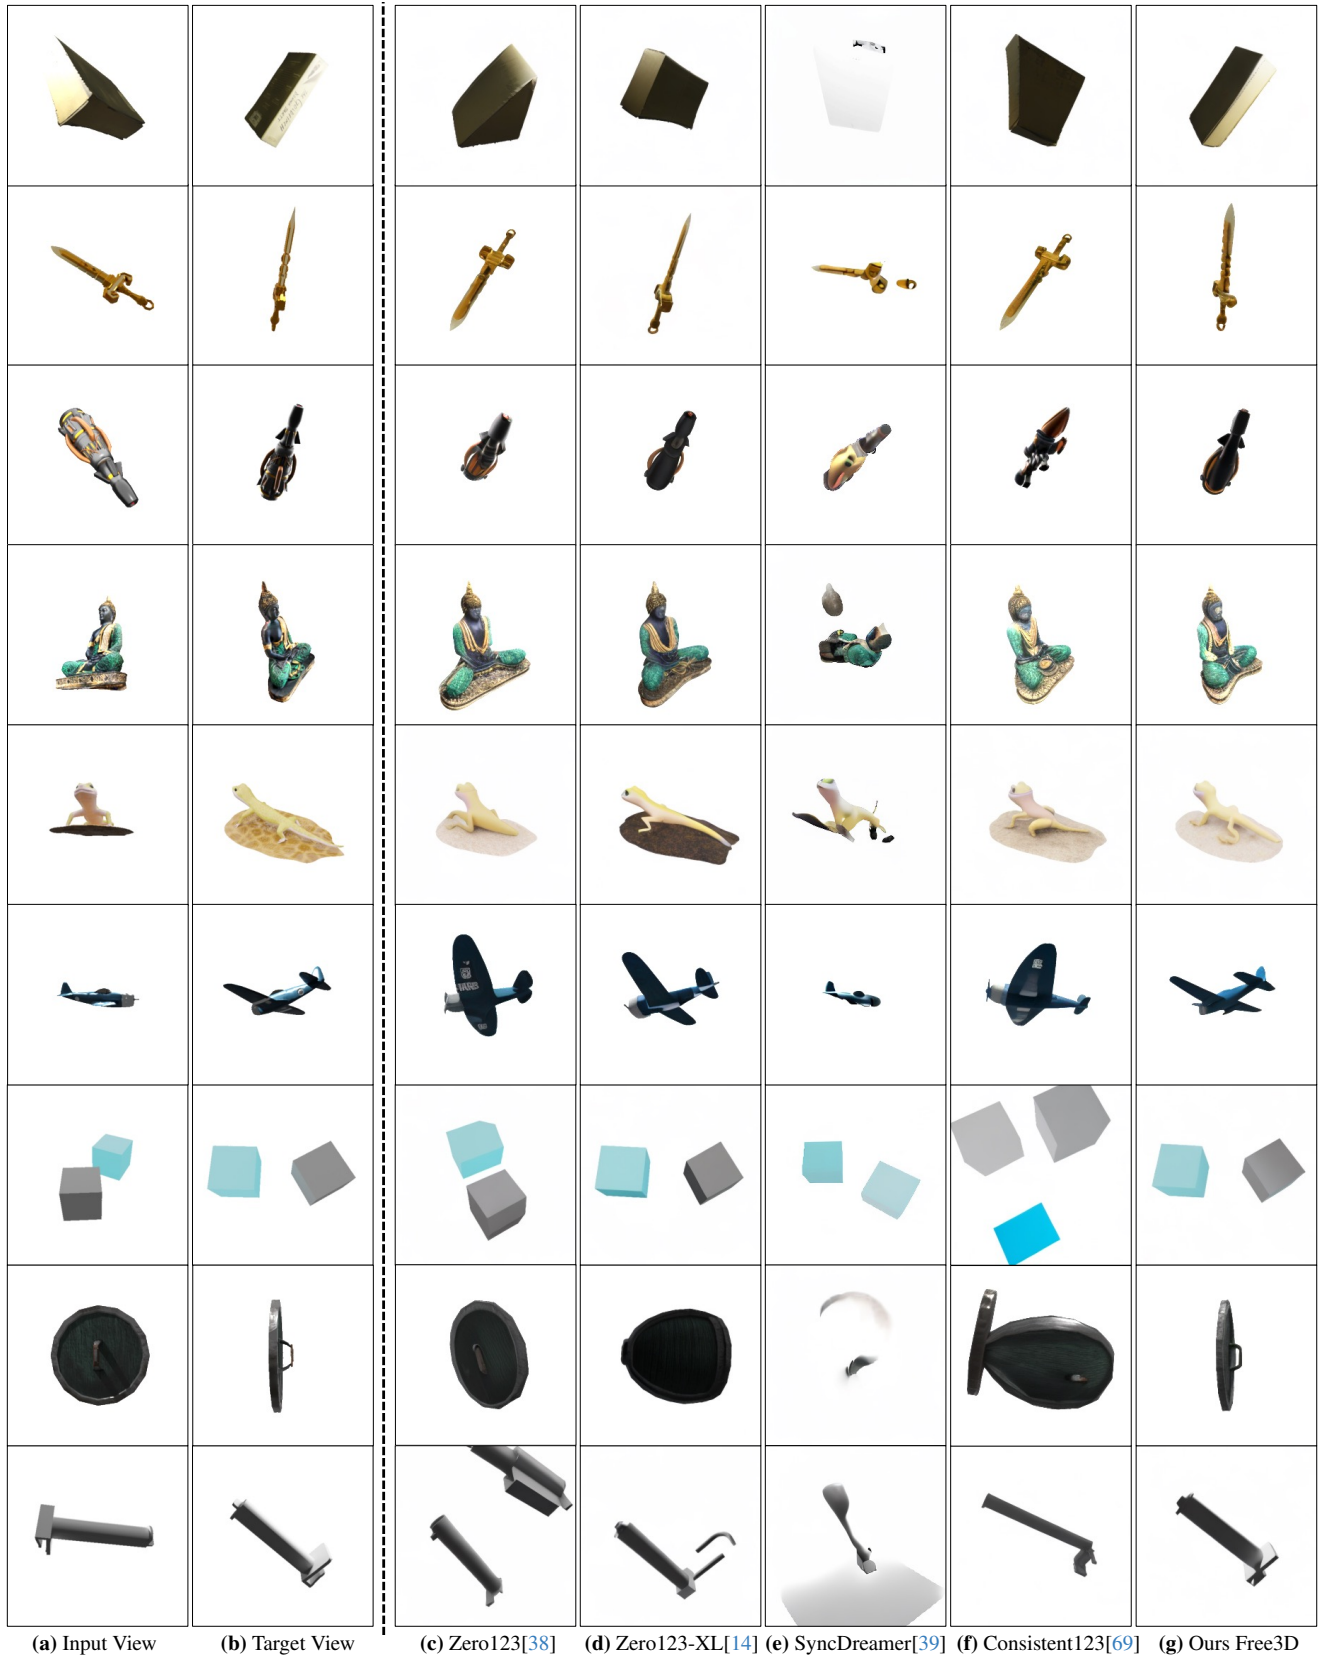 (a) Input View (b) Target View (c) Zero123[38] (d) Zero123-XL[14] (e) SyncDreamer[39] (f) Consistent123[69] (g) Ours Free3D